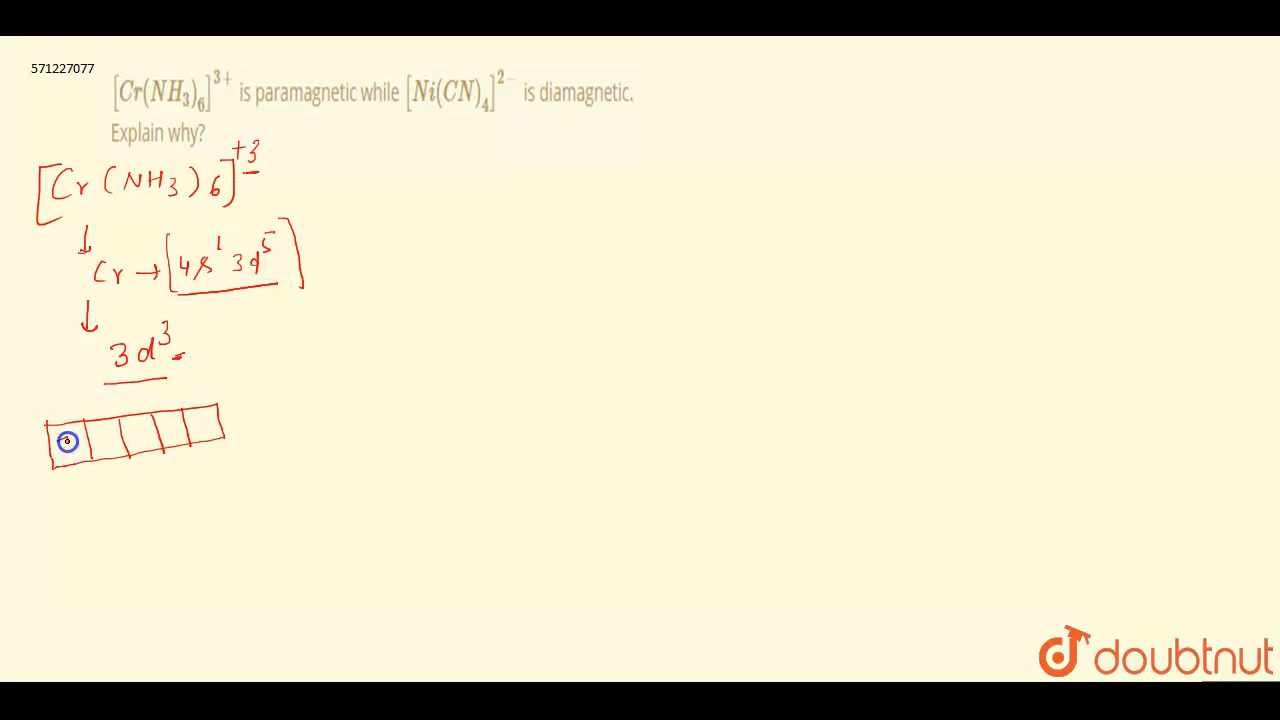 571227077
[Cr(NH₃)₆]³⁺ is paramagnetic while [Ni(CN)₄]²⁻ is diamagnetic.
Explain why?
[Cr(NH₃)6]⁺³
↓
Cr → [4s¹ 3d⁵]
↓
3d³
doubtnut